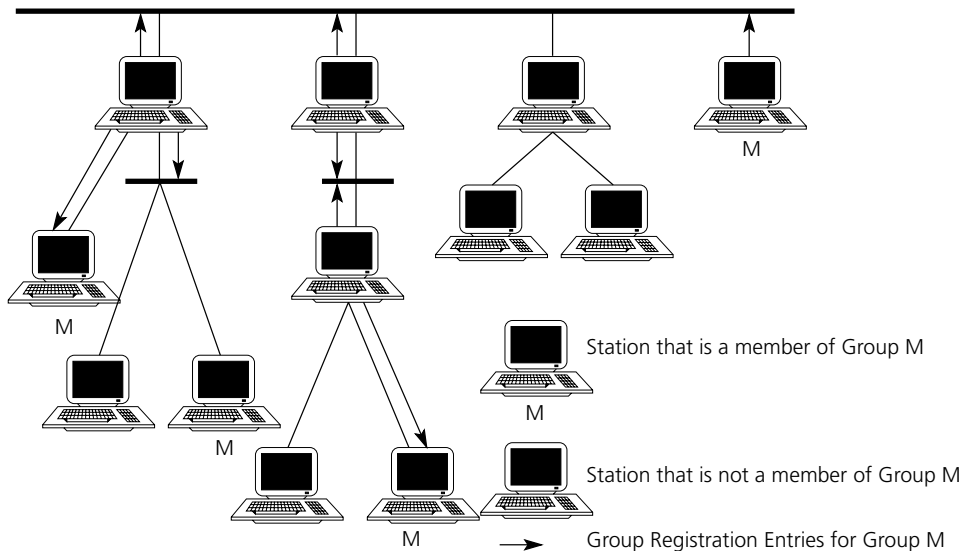 M
M
M
M
Station that is a member of Group M
M
Station that is not a member of Group M
Group Registration Entries for Group M